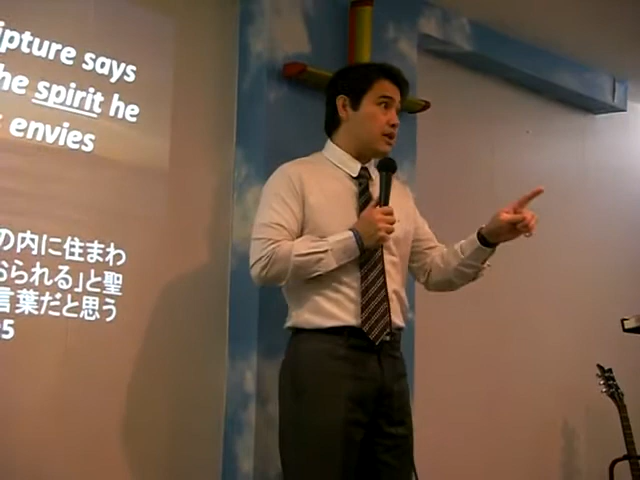 ipture says
he spirit he
envies
の内に住まわ
おられる」と聖
言葉だと思う
5